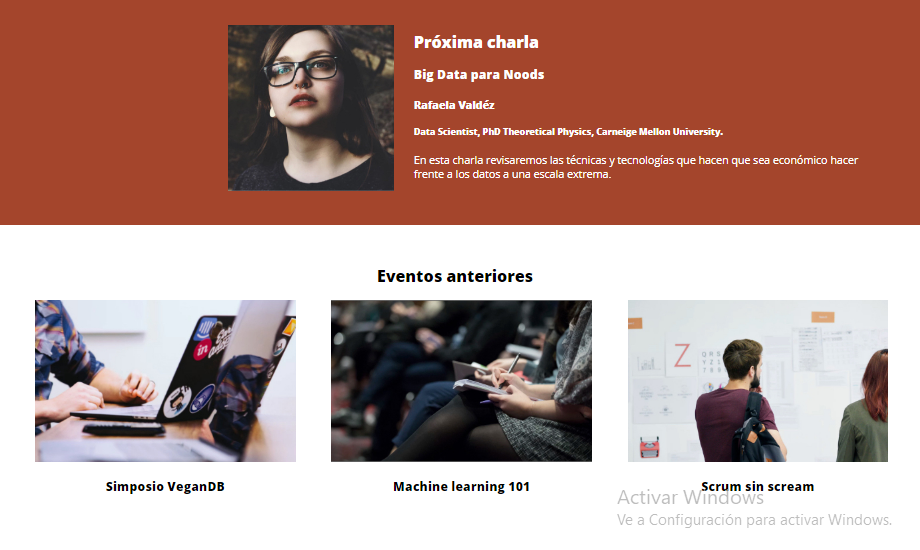 Próxima charla
Big Data para Noods
Rafaela Valdéz
Data Scientist, PhD Theoretical Physics, Carneige Mellon University.
En esta charla revisaremos las técnicas y tecnologías que hacen que sea económico hacer
frente a los datos a una escala extrema.
Eventos anteriores
in
Z
Simposio VeganDB
Machine learning 101
Scrum sin scream
Activar Windows
Ve a Configuración para activar Windows.